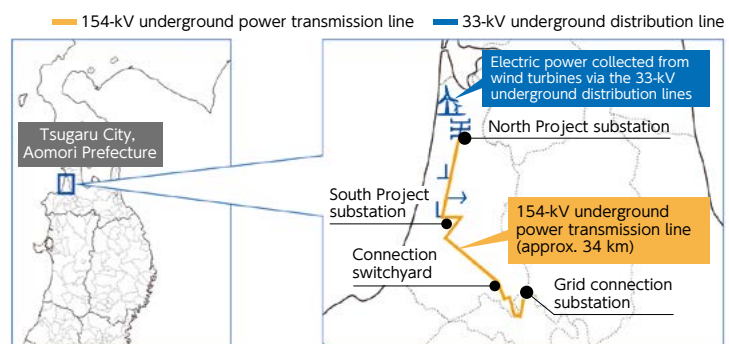 154-kV underground power transmission line
33-kV underground distribution line
Electric power collected from
wind turbines via the 33-kV
underground distribution lines
Tsugaru City,
Aomori Prefecture
North Project substation
South Project
substation
154-kV underground
power transmission line
(approx. 34 km)
Connection
switchyard
Grid connection
substation